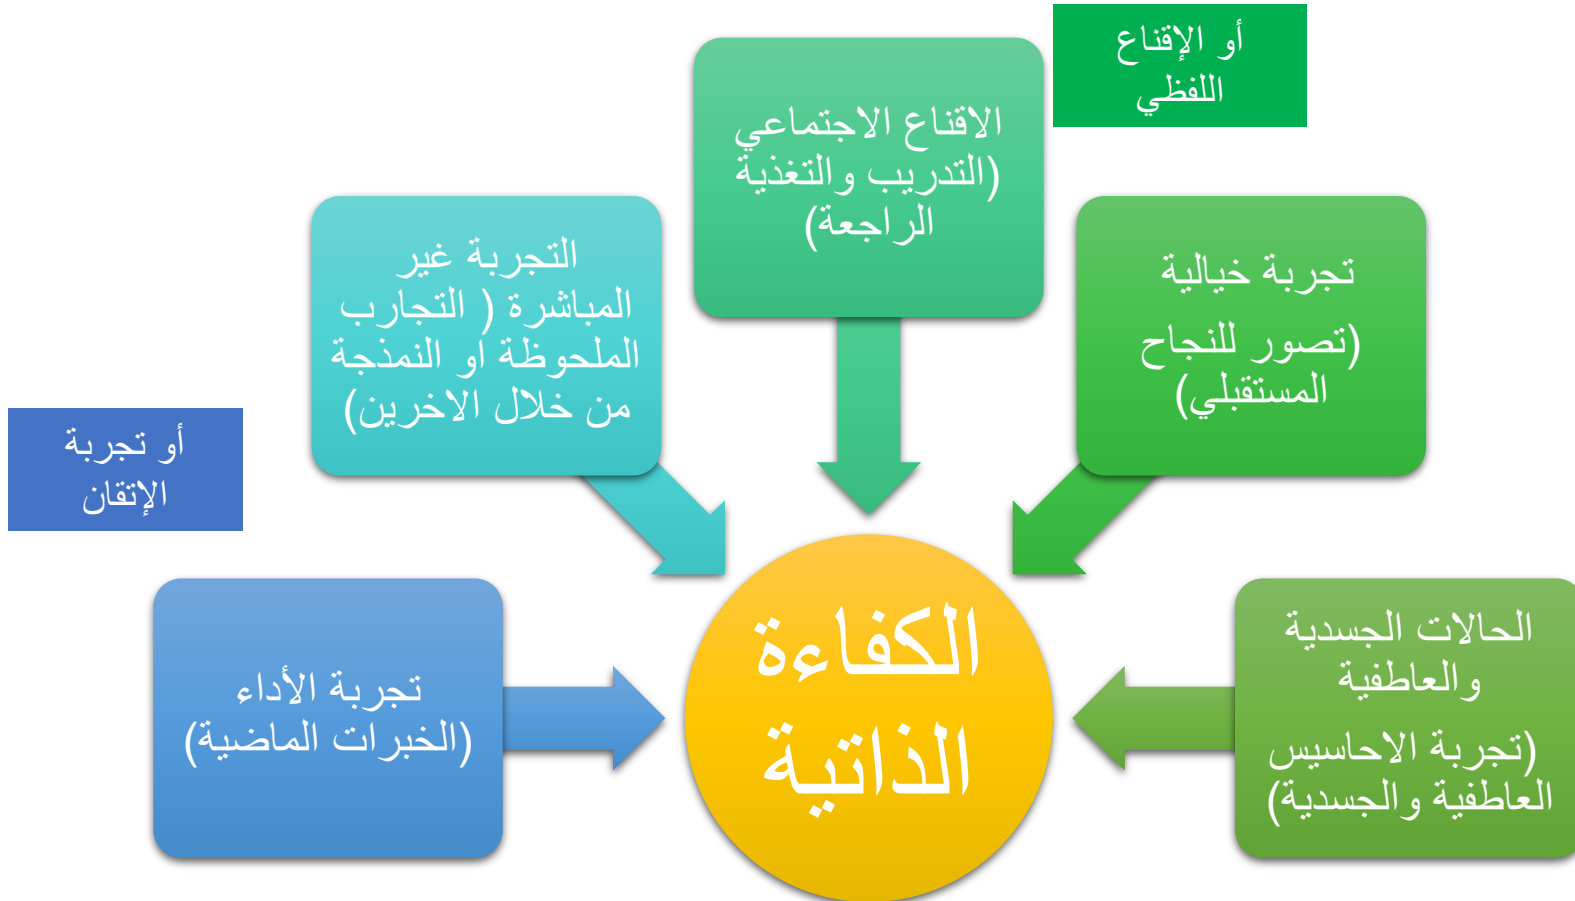 أو الإقناع
اللفظي
الاقناع الاجتماعي
(التدريب والتغذية
الراجعة)
تجربة خيالية
(تصور للنجاح
المستقبلي)
التجربة غير
المباشرة ( التجارب
الملحوظة او النمذجة
من خلال الاخرين)
أو تجربة
الإتقان
الحالات الجسدية
والعاطفية
(تجربة الاحاسيس
العاطفية والجسدية)
الكفاءة
الذاتية
تجربة الأداء
(الخبرات الماضية)